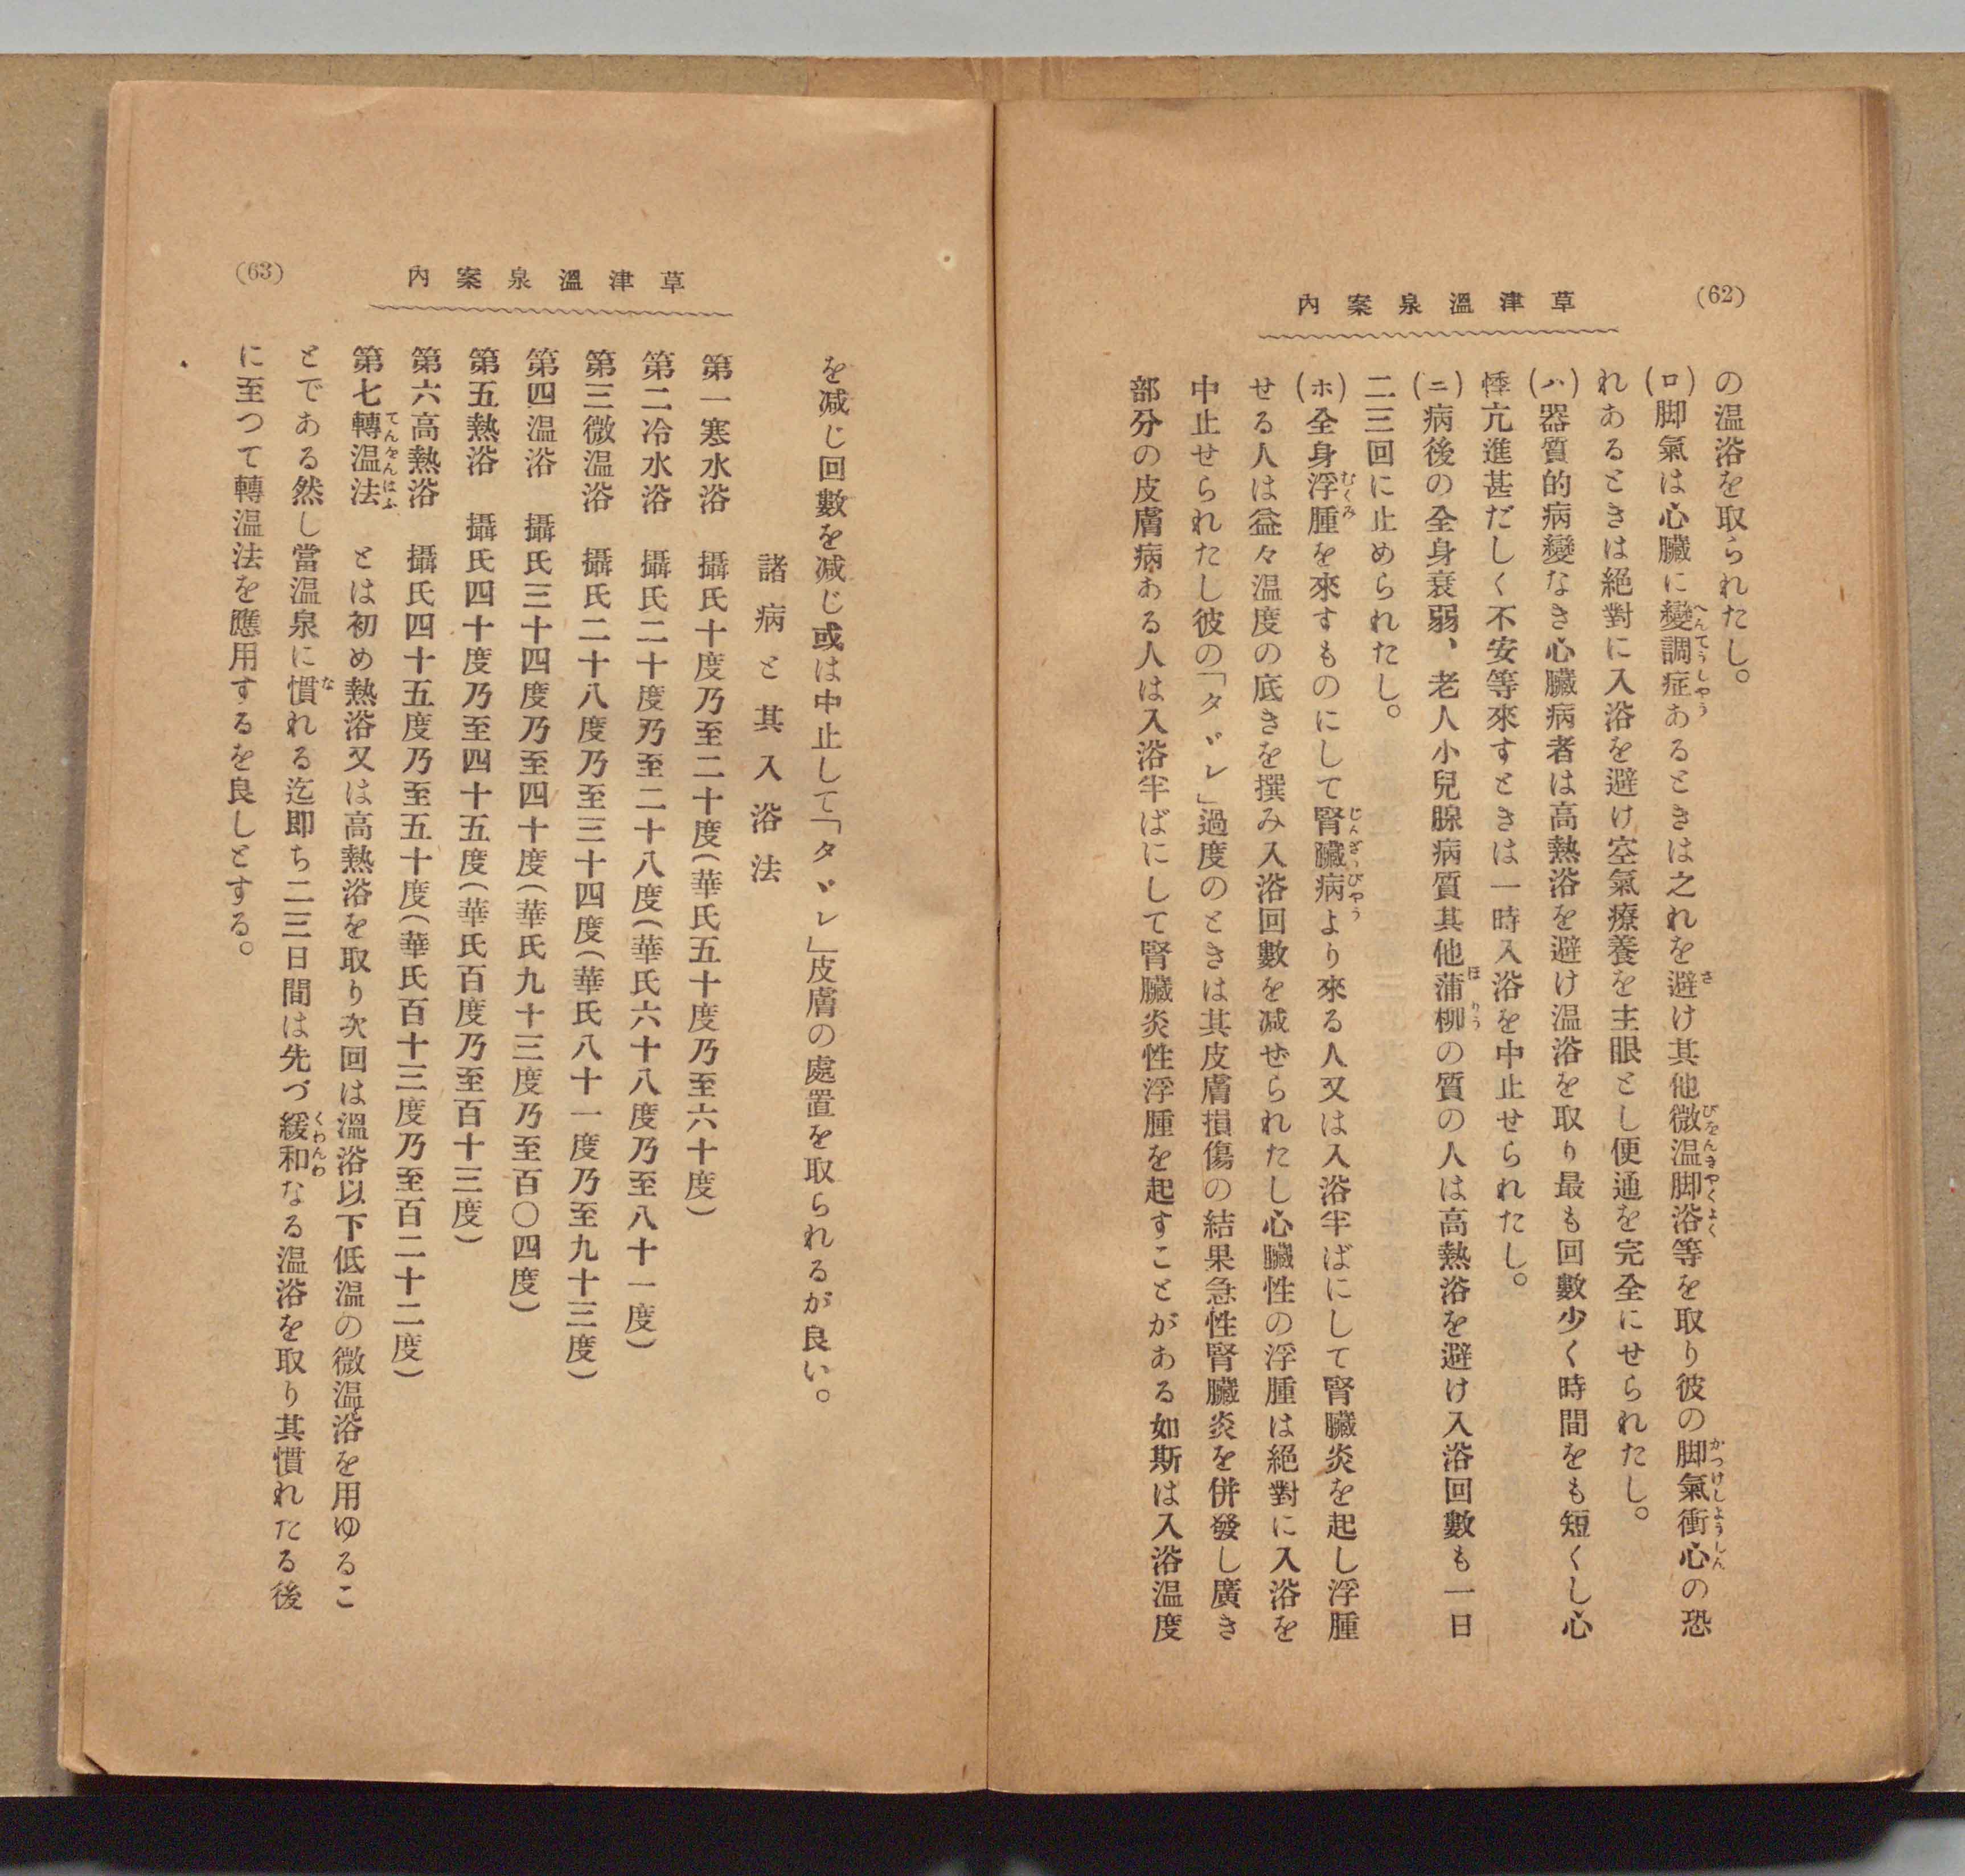 (62)
草津溫泉案內
の温浴を取られたし。
(ロ)脚氣は心臟に變調症あるときは之れを避け其他微温脚浴等を取り彼の脚氣衝心の恐
れあるときは絕對に入浴を避け空氣療養を主眼とし便通を完全にせられたし。
(ハ)器質的病變なき心臟病者は高熱浴を避け温浴を取り最も回數少く時間をも短くし心
悸亢進甚だしく不安等來すときは一時入浴を中止せられたし。
(ニ)病後の全身衰弱、老人小兒腺病質其他蒲柳の質の人は高熱浴を避け入浴回數も一日
二三回に止められたし。
(ホ)全身浮腫を來すものにして腎臟病より來る人又は入浴半ばにして腎臟炎を起し浮腫
せる人は益々温度の底きを撰み入浴回數を減ぜられたし心臟性の浮腫は絕對に入浴を
中止せられたし彼の「タヾレ」過度のときは其皮膚損傷の結果急性腎臟炎を併發し廣き
部分の皮膚病ある人は入浴半ばにして腎臟炎性浮腫を起すことがある如斯は入浴温度
(63)
草津溫泉案內
を減じ回數を減じ或は中止して「タヾレ」皮膚の處置を取られるが良い。
諸病と其入浴法
第一寒水浴　攝氏十度乃至二十度(華氏五十度乃至六十度)
第二冷水浴　攝氏二十度乃至二十八度(華氏六十八度乃至八十一度)
第三微温浴　攝氏二十八度乃至三十四度(華氏八十一度乃至九十三度)
第四温浴　攝氏三十四度乃至四十度(華氏九十三度乃至百〇四度)
第五熱浴　攝氏四十度乃至四十五度(華氏百度乃至百十三度)
第六高熱浴　攝氏四十五度乃至五十度(華氏百十三度乃至百二十二度)
第七轉温法　とは初め熱浴又は高熱浴を取り次回は溫浴以下低温の微温浴を用ゆるこ
とである然し當温泉に慣れる迄即ち二三日間は先づ緩和なる温浴を取り其慣れたる後
に至つて轉温法を應用するを良しとする。